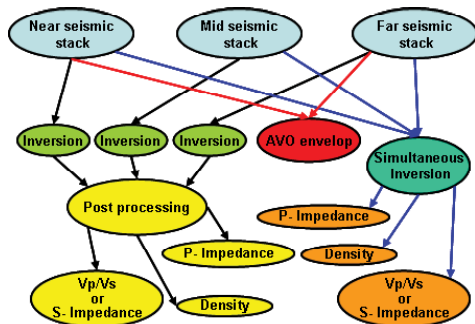 Near seismic
stack
Mid seismic
stack
Far seismic
stack
Inversion
Inversion
Inversion
AVO envelop
Simultaneous
Inversion
Post processing
P- Impedance
P- Impedance
Density
Vp/Vs
or
S- Impedance
Density
Vp/Vs
or
S- Impedance